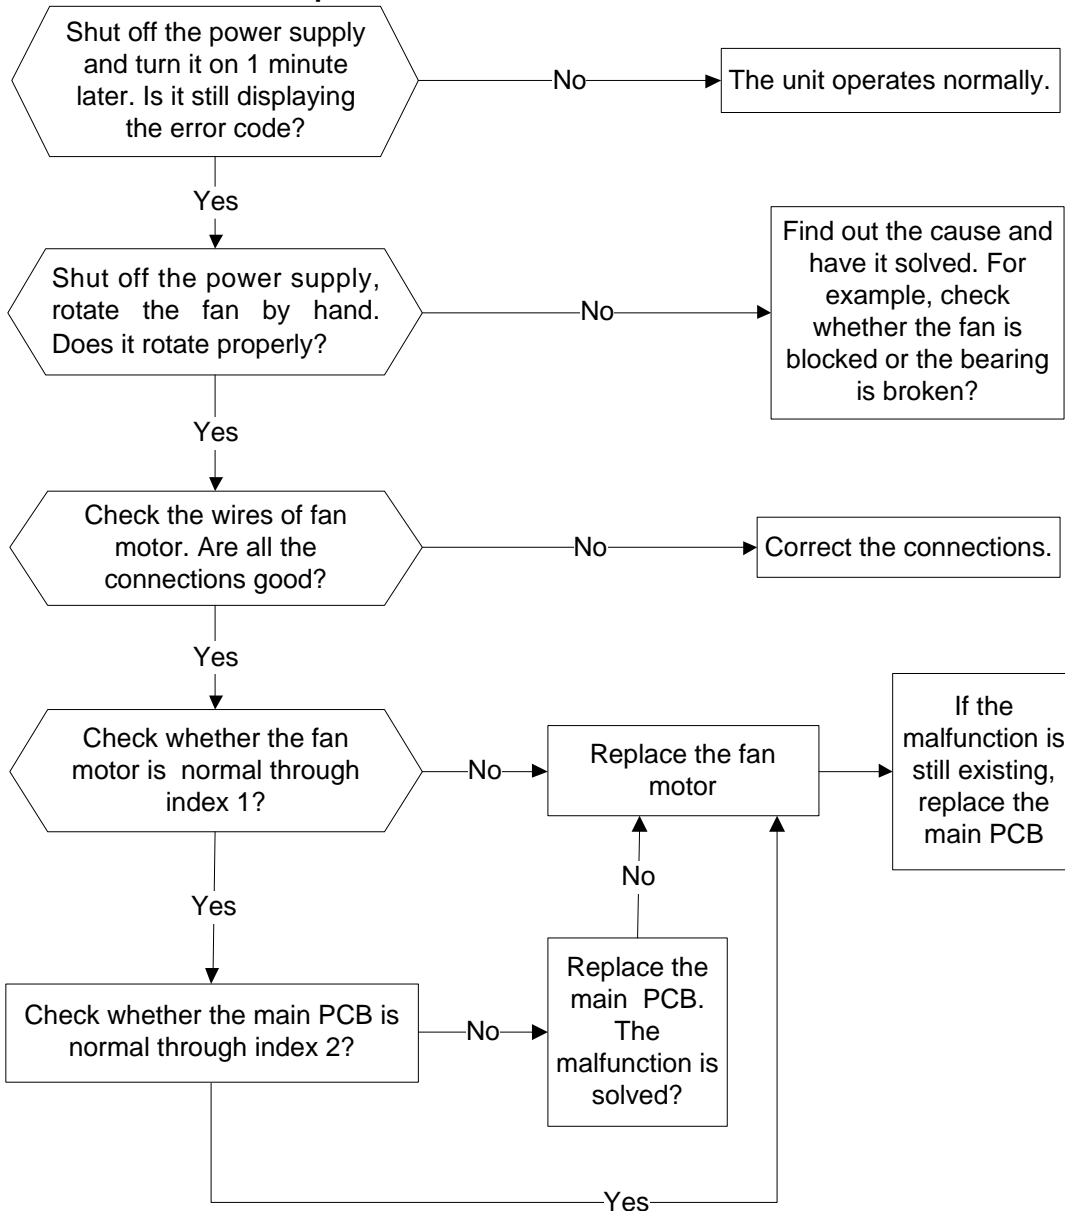 Shut off the power supply
and turn it on 1 minute
later. Is it still displaying
the error code?
No
The unit operates normally.
Yes
Shut off the power supply,
rotate the fan by hand.
Does it rotate properly?
No
Find out the cause and
have it solved. For
example, check
whether the fan is
blocked or the bearing
is broken?
Yes
Check the wires of fan
motor. Are all the
connections good?
No
Correct the connections.
Yes
Check whether the fan
motor is normal through
index 1?
No
Replace the fan
motor
If the
malfunction is
still existing,
replace the
main PCB
Yes
No
Check whether the main PCB is
normal through index 2?
No
Replace the
main PCB.
The
malfunction is
solved?
Yes